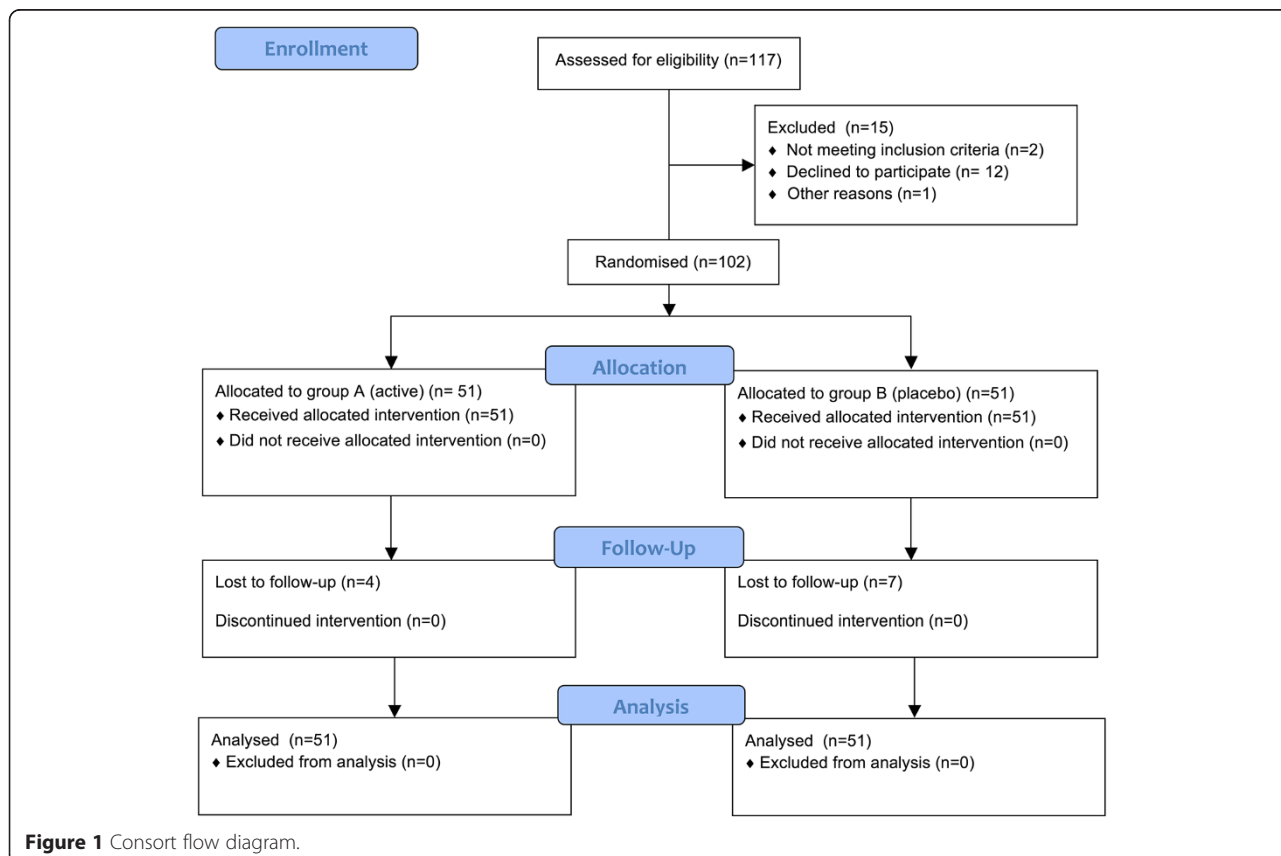 Enrollment
Assessed for eligibility (n=117)
Excluded (n=15)
♦ Not meeting inclusion criteria (n=2)
♦ Declined to participate (n= 12)
♦ Other reasons (n=1)
Randomised (n=102)
Allocation
Allocated to group A (active) (n= 51)
♦ Received allocated intervention (n=51)
♦ Did not receive allocated intervention (n=0)
Allocated to group B (placebo) (n=51)
♦ Received allocated intervention (n=51)
♦ Did not receive allocated intervention (n=0)
Follow-Up
Lost to follow-up (n=4)
Discontinued intervention (n=0)
Lost to follow-up (n=7)
Discontinued intervention (n=0)
Analysis
Analysed (n=51)
♦ Excluded from analysis (n=0)
Analysed (n=51)
♦ Excluded from analysis (n=0)
Figure 1 Consort flow diagram.